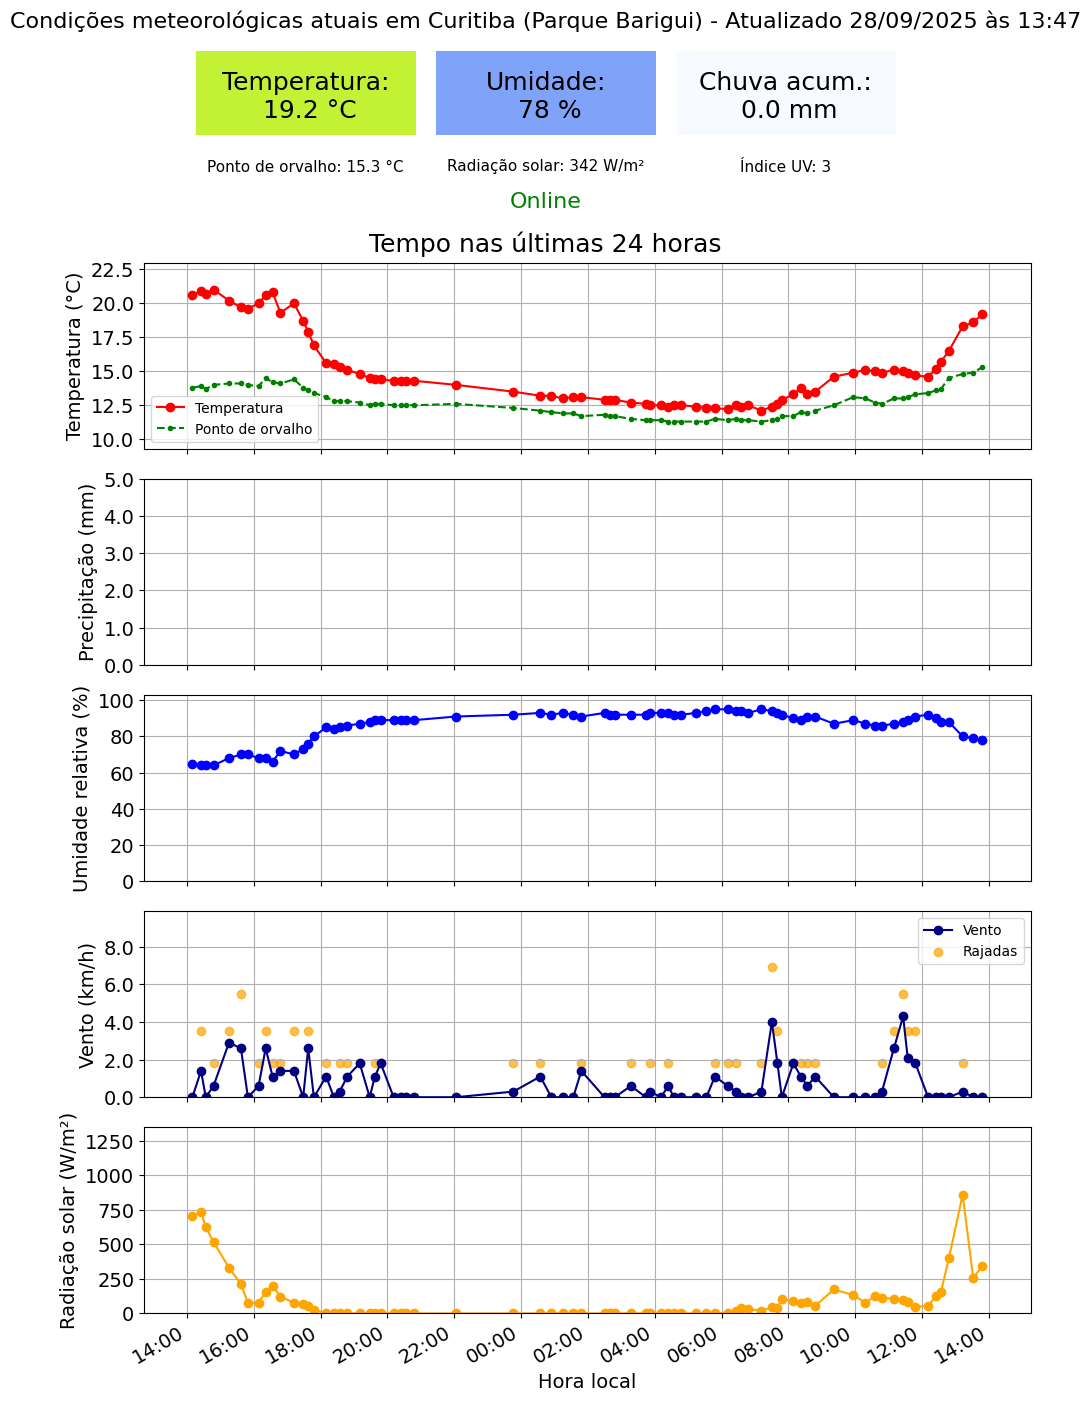 Condições meteorológicas atuais em Curitiba (Parque Barigui) - Atualizado 28/09/2025 às 13:47
Temperatura:
19.2 °C
Umidade:
78 %
Chuva acum.:
0.0 mm
Ponto de orvalho: 15.3 °C
Radiação solar: 342 W/m²
Índice UV: 3
Online
Tempo nas últimas 24 horas
Temperatura (°C)
22.5
20.0
17.5
15.0
12.5
10.0
Temperatura
Ponto de orvalho
Precipitação (mm)
5.0
4.0
3.0
2.0
1.0
0.0
Umidade relativa (%)
100
80
60
40
20
0
Vento (km/h)
8.0
6.0
4.0
2.0
0.0
Vento
Rajadas
Radiação solar (W/m²)
1250
1000
750
500
250
0
14:00
16:00
18:00
20:00
22:00
00:00
02:00
04:00
06:00
08:00
10:00
12:00
14:00
Hora local